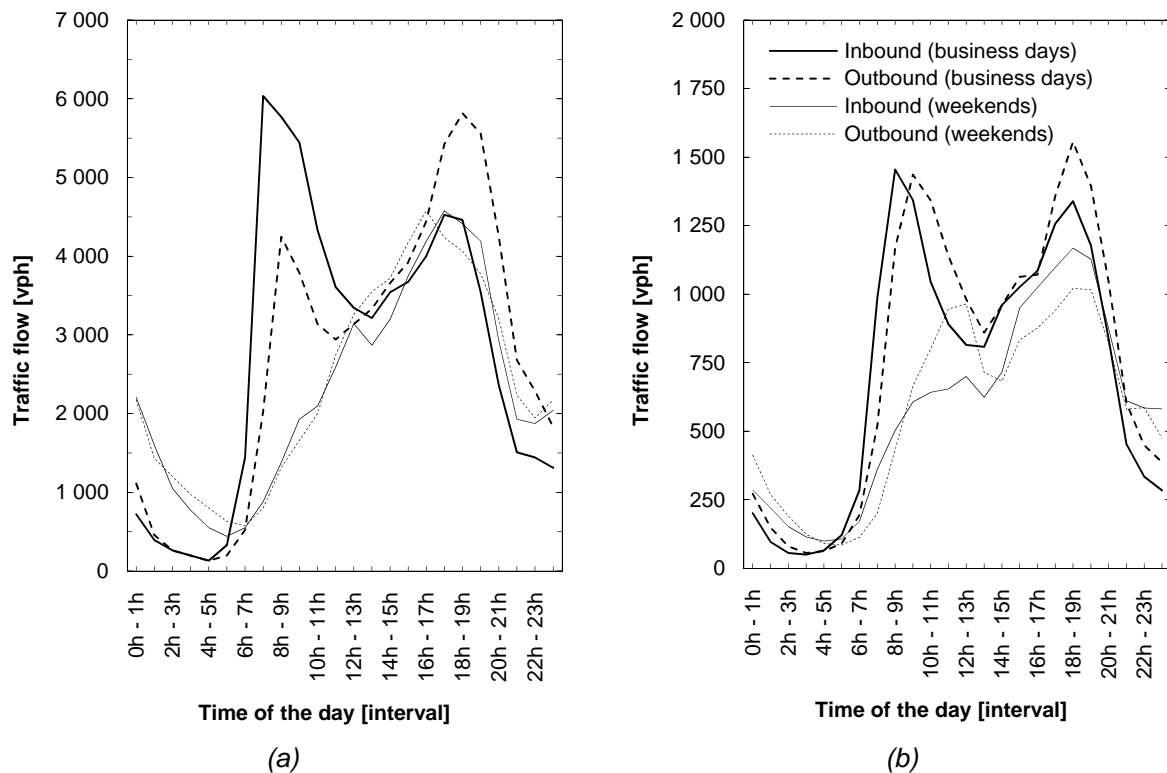 7 000
6 000
5 000
4 000
3 000
2 000
1 000
0
Traffic flow [vph]
0h - 1h
2h - 3h
4h - 5h
6h - 7h
8h - 9h
10h - 11h
12h - 13h
14h - 15h
16h - 17h
18h - 19h
20h - 21h
22h - 23h
Time of the day [interval]
(a)
2 000
1 750
1 500
1 250
1 000
750
500
250
0
Traffic flow [vph]
Inbound (business days)
Outbound (business days)
Inbound (weekends)
Outbound (weekends)
0h - 1h
2h - 3h
4h - 5h
6h - 7h
8h - 9h
10h - 11h
12h - 13h
14h - 15h
16h - 17h
18h - 19h
20h - 21h
22h - 23h
Time of the day [interval]
(b)